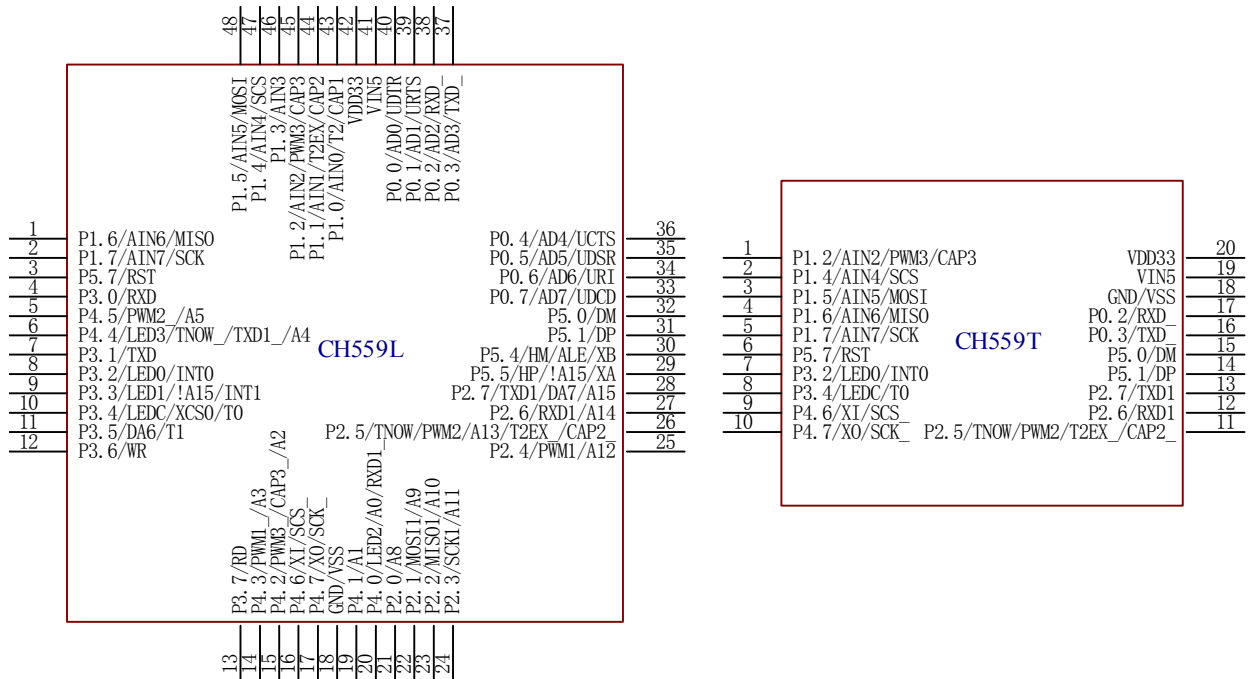 48
47
46
45
44
43
42
41
40
39
38
37
P1.5/AIN5/MOSI
P1.4/AIN4/SCS
P1.3/AIN3
P1.2/AIN2/PWM3/CAP3
P1.1/AIN1/T2EX/CAP2
P1.0/AIN0/T2/CAP1
VDD33
VIN5
P0.0/AD0/UDTR
P0.1/AD1/URTS
P0.2/AD2/RXD_
P0.3/AD3/TXD_
1 P1.6/AIN6/MISO
2 P1.7/AIN7/SCK
3 P5.7/RST
4 P3.0/RXD
5 P4.5/PWM2_/A5
6 P4.4/LED3/TNOW_/TXD1_/A4
7 P3.1/TXD
8 P3.2/LED0/INT0
9 P3.3/LED1/!A15/INT1
10 P3.4/LEDC/XCS0/T0
11 P3.5/DA6/T1
12 P3.6/WR
CH559L
P0.4/AD4/UCTS 36
P0.5/AD5/UDSR 35
P0.6/AD6/URI 34
P0.7/AD7/UDCD 33
P5.0/DM 32
P5.1/DP 31
P5.4/HM/ALE/XB 30
P5.5/HP/!A15/XA 29
P2.7/TXD1/DA7/A15 28
P2.6/RXD1/A14 27
P2.5/TNOW/PWM2/A13/T2EX_/CAP2_ 26
P2.4/PWM1/A12 25
P3.7/RD
P4.3/PWM1_/A3
P4.2/PWM3_/CAP3_/A2
P4.6/XI/SCS_
P4.7/XO/SCK_
GND/VSS
P4.1/A1
P4.0/LED2/A0/RXD1_
P2.0/A8
P2.1/MOSI1/A9
P2.2/MISO1/A10
P2.3/SCK1/A11
13
14
15
16
17
18
19
20
21
22
23
24
1 P1.2/AIN2/PWM3/CAP3
2 P1.4/AIN4/SCS
3 P1.5/AIN5/MOSI
4 P1.6/AIN6/MISO
5 P1.7/AIN7/SCK
6 P5.7/RST
7 P3.2/LED0/INT0
8 P3.4/LEDC/T0
9 P4.6/XI/SCS_
10 P4.7/XO/SCK_
CH559T
VDD33 20
VIN5 19
GND/VSS 18
P0.2/RXD_ 17
P0.3/TXD_ 16
P5.0/DM 15
P5.1/DP 14
P2.7/TXD1 13
P2.6/RXD1 12
P2.5/TNOW/PWM2/T2EX_/CAP2_ 11